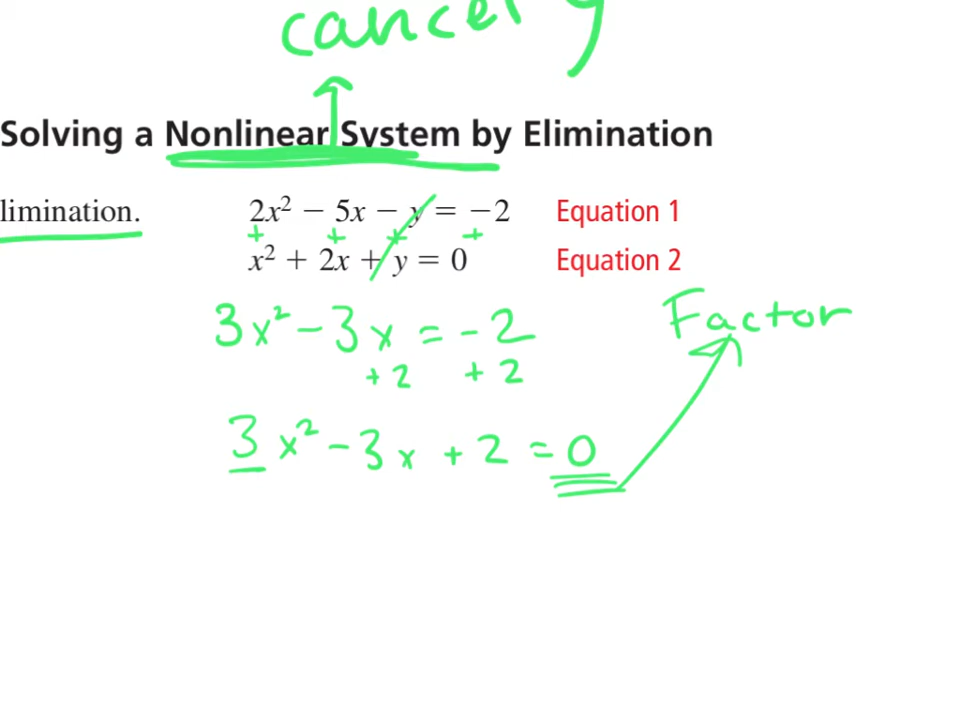 cancel y
Solving a Nonlinear System by Elimination
limination. 2x² − 5x − y = −2 Equation 1
+ + + +
x² + 2x + y = 0 Equation 2
3x² − 3x = −2 Factor
+2 +2
3x² − 3x + 2 = 0